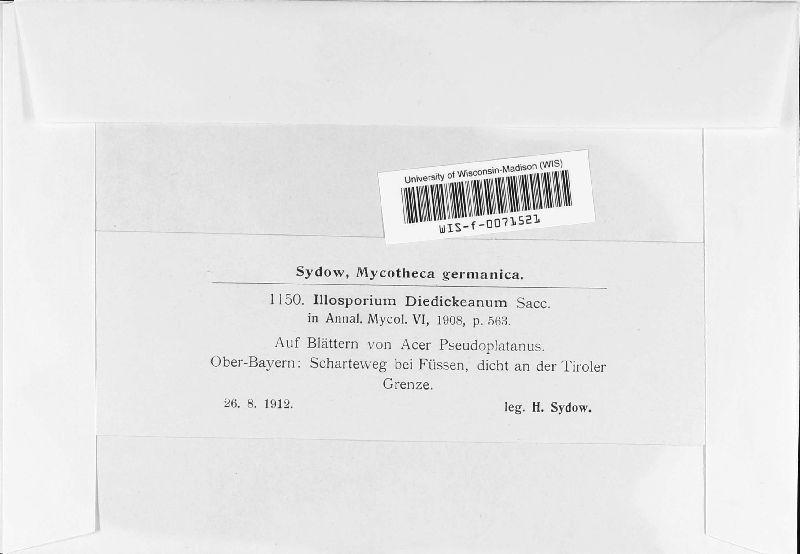 University of Wisconsin-Madison (WIS)
WIS-f-0071521
Sydow, Mycotheca germanica.
1150. Illosporium Diedickeanum Sacc.
in Annal. Mycol. VI, 1908, p. 563.
Auf Blättern von Acer Pseudoplatanus.
Ober-Bayern: Scharteweg bei Füssen, dicht an der Tiroler
Grenze.
26. 8. 1912. leg. H. Sydow.